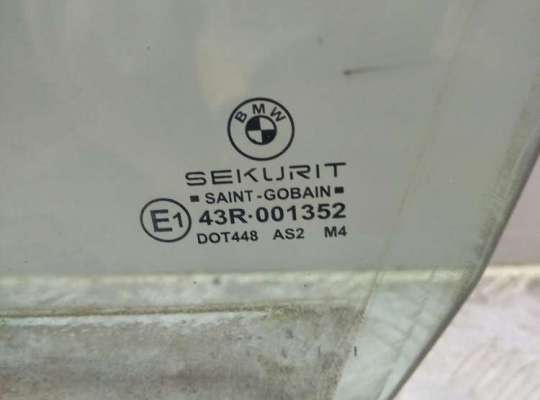 BMW
SEKURIT
SAINT-GOBAIN
E1 43R·001352
DOT448 AS2 M4